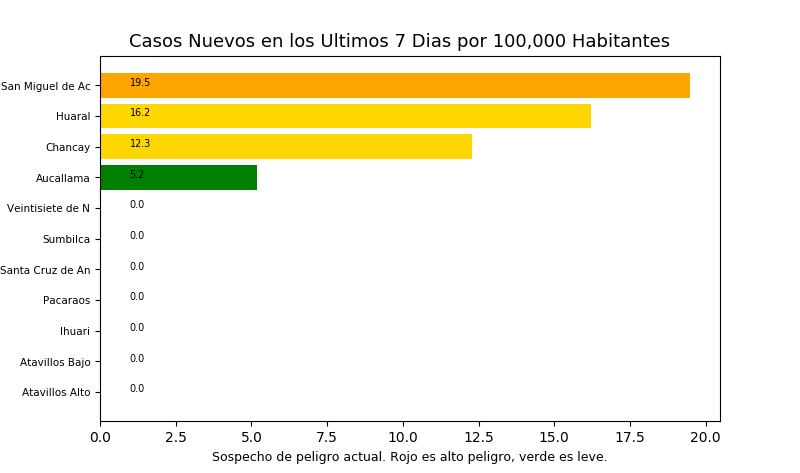 Casos Nuevos en los Ultimos 7 Dias por 100,000 Habitantes
San Miguel de Ac 19.5
Huaral 16.2
Chancay 12.3
Aucallama 5.2
Veintisiete de N 0.0
Sumbilca 0.0
Santa Cruz de An 0.0
Pacaraos 0.0
Ihuari 0.0
Atavillos Bajo 0.0
Atavillos Alto 0.0
0.0 2.5 5.0 7.5 10.0 12.5 15.0 17.5 20.0
Sospecho de peligro actual. Rojo es alto peligro, verde es leve.